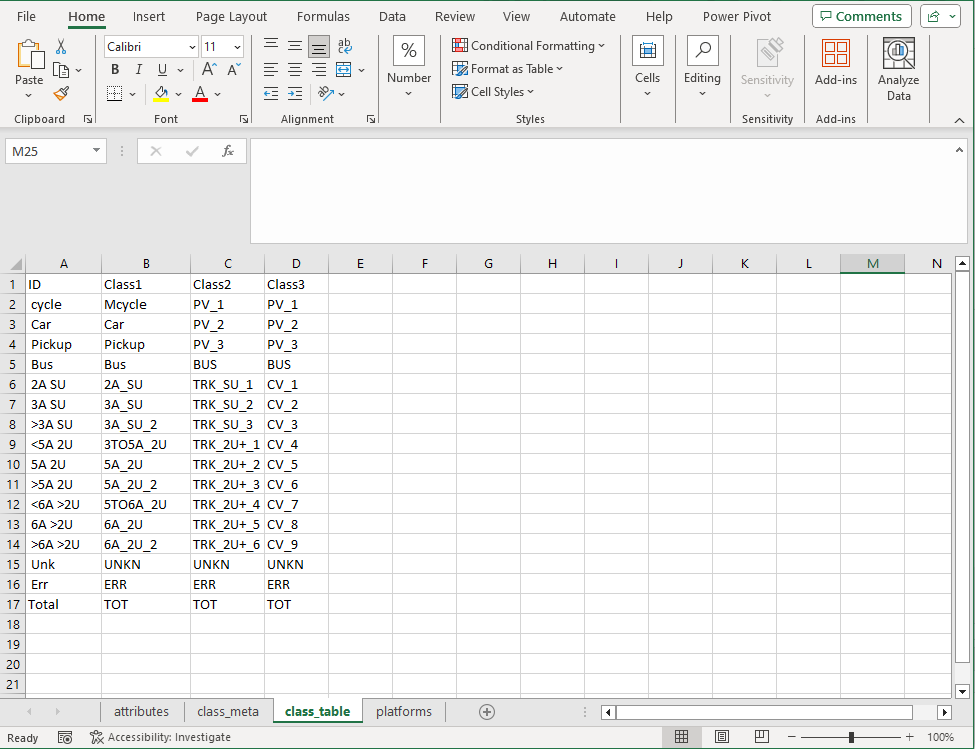 File Home Insert Page Layout Formulas Data Review View Automate Help Power Pivot Comments
Calibri 11 ab
Paste B I U A A % Conditional Formatting
Format as Table
Cell Styles
Number Cells Editing Sensitivity Add-ins Analyze Data
Clipboard Font Alignment Styles Sensitivity Add-ins
M25 fx
A B C D E F G H I J K L M N
1 ID Class1 Class2 Class3
2 cycle Mcycle PV_1 PV_1
3 Car Car PV_2 PV_2
4 Pickup Pickup PV_3 PV_3
5 Bus Bus BUS BUS
6 2A SU 2A_SU TRK_SU_1 CV_1
7 3A SU 3A_SU TRK_SU_2 CV_2
8 >3A SU 3A_SU_2 TRK_SU_3 CV_3
9 <5A 2U 3TO5A_2U TRK_2U+_1 CV_4
10 5A 2U 5A_2U TRK_2U+_2 CV_5
11 >5A 2U 5A_2U_2 TRK_2U+_3 CV_6
12 <6A >2U 5TO6A_2U TRK_2U+_4 CV_7
13 6A >2U 6A_2U TRK_2U+_5 CV_8
14 >6A >2U 6A_2U_2 TRK_2U+_6 CV_9
15 Unk UNKN UNKN UNKN
16 Err ERR ERR ERR
17 Total TOT TOT TOT
18
19
20
21
attributes class_meta class_table platforms
Ready Accessibility: Investigate 100%